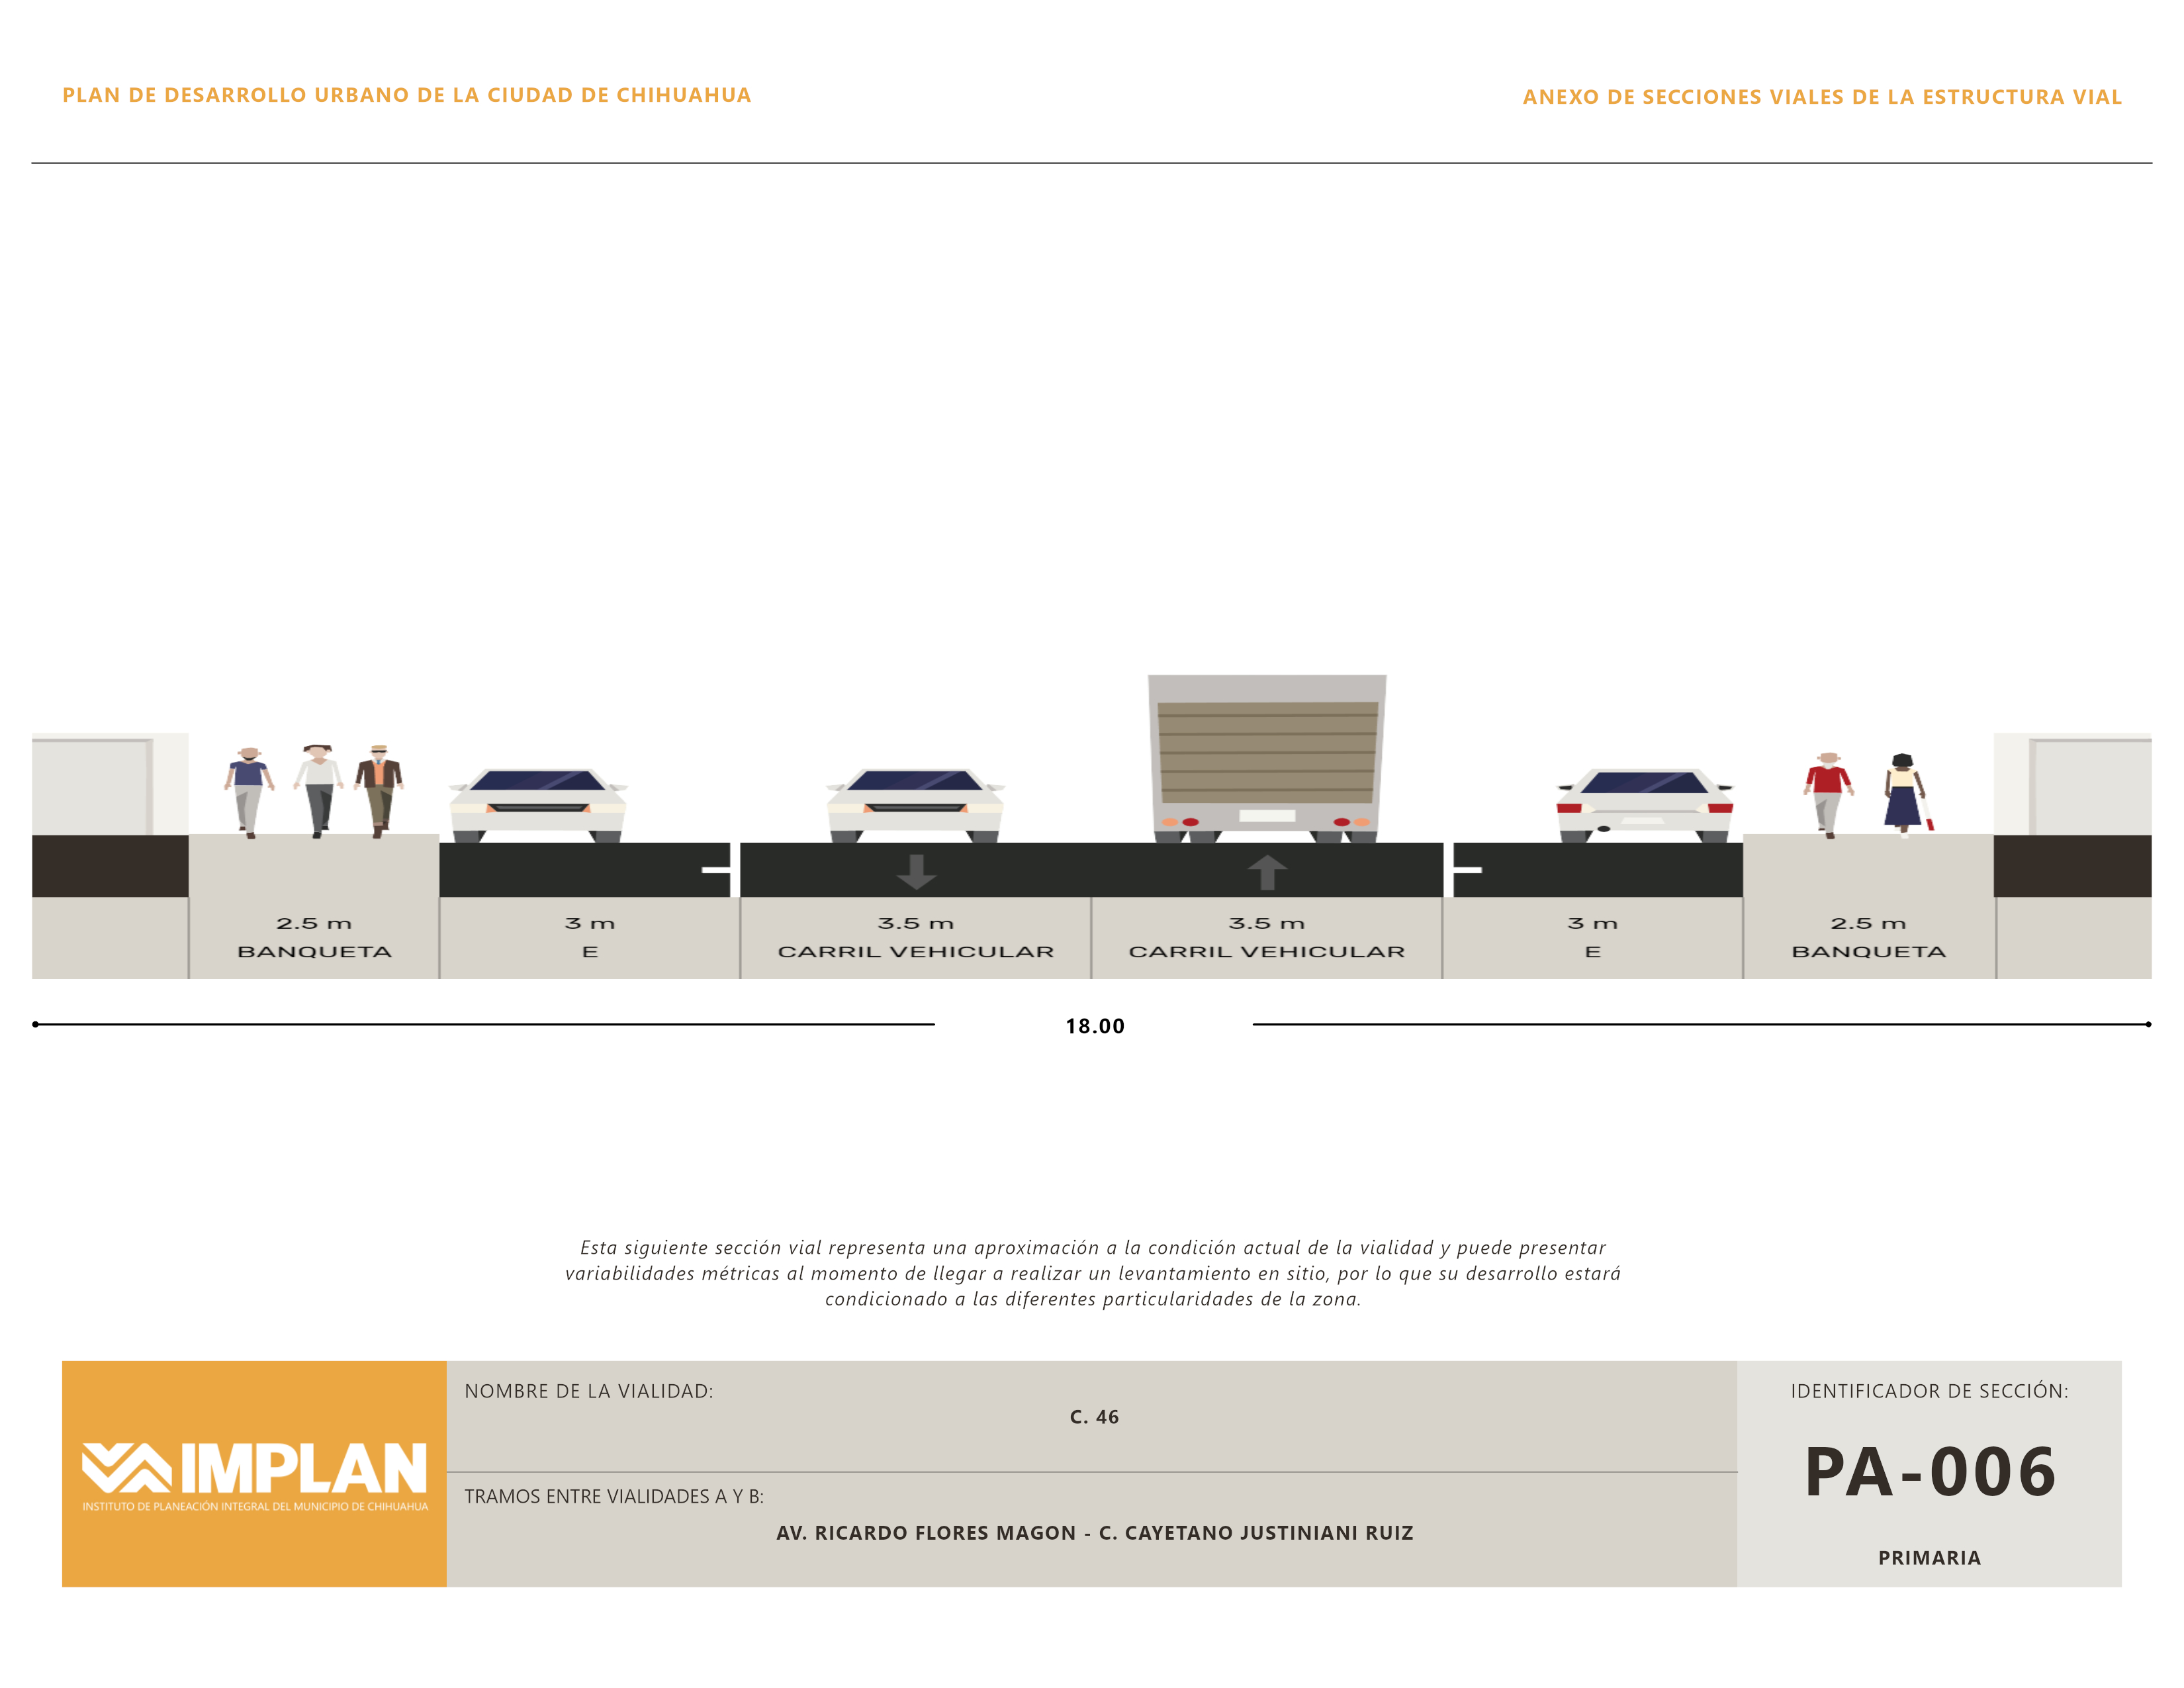 PLAN DE DESARROLLO URBANO DE LA CIUDAD DE CHIHUAHUA
ANEXO DE SECCIONES VIALES DE LA ESTRUCTURA VIAL
2.5 m
BANQUETA
3 m
E
3.5 m
CARRIL VEHICULAR
3.5 m
CARRIL VEHICULAR
3 m
E
2.5 m
BANQUETA
18.00
Esta siguiente sección vial representa una aproximación a la condición actual de la vialidad y puede presentar
variabilidades métricas al momento de llegar a realizar un levantamiento en sitio, por lo que su desarrollo estará
condicionado a las diferentes particularidades de la zona.
IMPLAN
INSTITUTO DE PLANEACIÓN INTEGRAL DEL MUNICIPIO DE CHIHUAHUA
NOMBRE DE LA VIALIDAD:
C. 46
TRAMOS ENTRE VIALIDADES A Y B:
AV. RICARDO FLORES MAGON - C. CAYETANO JUSTINIANI RUIZ
IDENTIFICADOR DE SECCIÓN:
PA-006
PRIMARIA